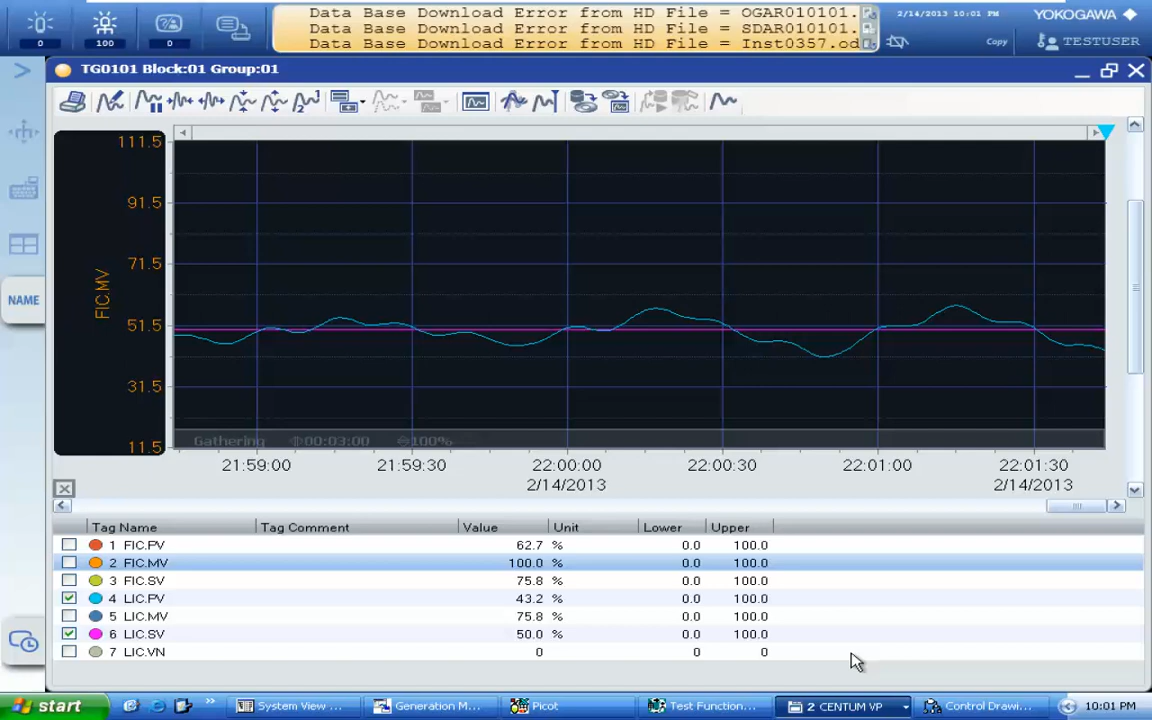 0
100
0
Data Base Download Error from HD File = OGAR010101.
Data Base Download Error from HD File = SDAR010101.
Data Base Download Error from HD File = Inst0357.od
2/14/2013 10:01 PM
YOKOGAWA
Copy
TESTUSER
TG0101 Block:01 Group:01
NAME
FIC.MV
111.5
91.5
71.5
51.5
31.5
11.5
Gathering 00:03:00 100%
21:59:00 21:59:30 22:00:00 22:00:30 22:01:00 22:01:30
2/14/2013 2/14/2013
Tag Name Tag Comment Value Unit Lower Upper
1 FIC.PV 62.7 % 0.0 100.0
2 FIC.MV 100.0 % 0.0 100.0
3 FIC.SV 75.8 % 0.0 100.0
4 LIC.PV 43.2 % 0.0 100.0
5 LIC.MV 75.8 % 0.0 100.0
6 LIC.SV 50.0 % 0.0 100.0
7 LIC.VN 0 0 0
start System View ... Generation M... Picot Test Function... 2 CENTUM VP Control Drawi... 10:01 PM